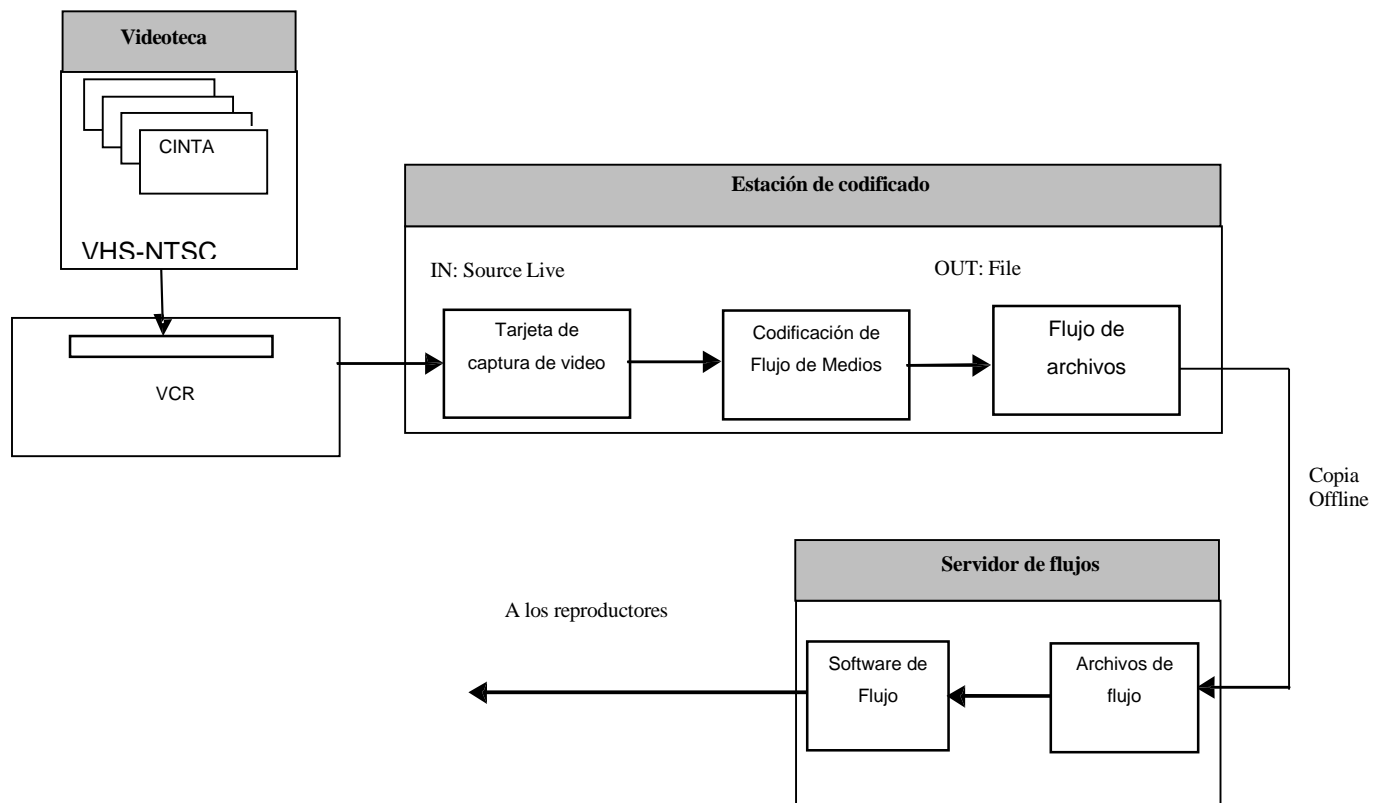 Videoteca
CINTA
VHS-NTSC
VCR
Estación de codificado
IN: Source Live
OUT: File
Tarjeta de
captura de video
Codificación de
Flujo de Medios
Flujo de
archivos
Copia
Offline
Servidor de flujos
A los reproductores
Software de
Flujo
Archivos de
flujo